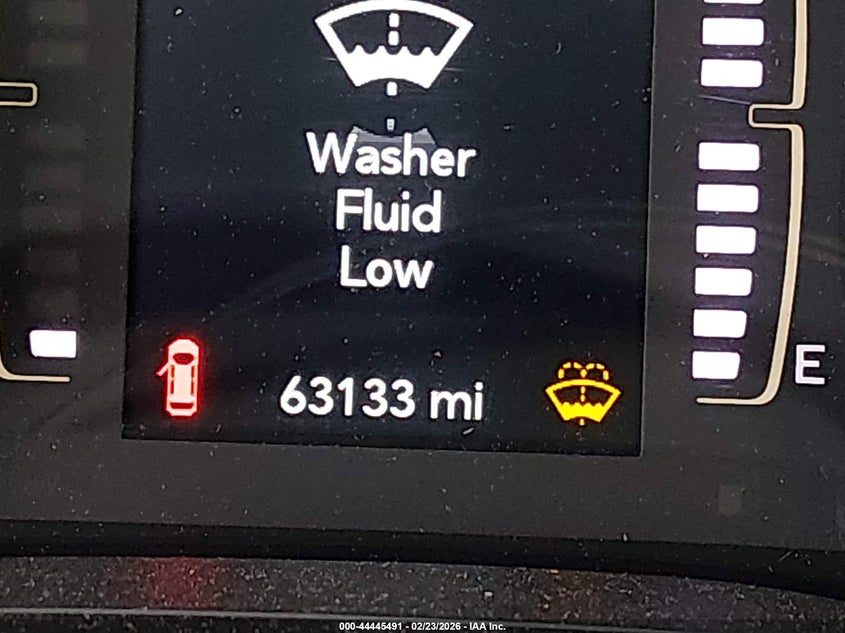 Washer
Fluid
Low
63133 mi
E
000-44445491 - 02/23/2026 - IAA Inc.